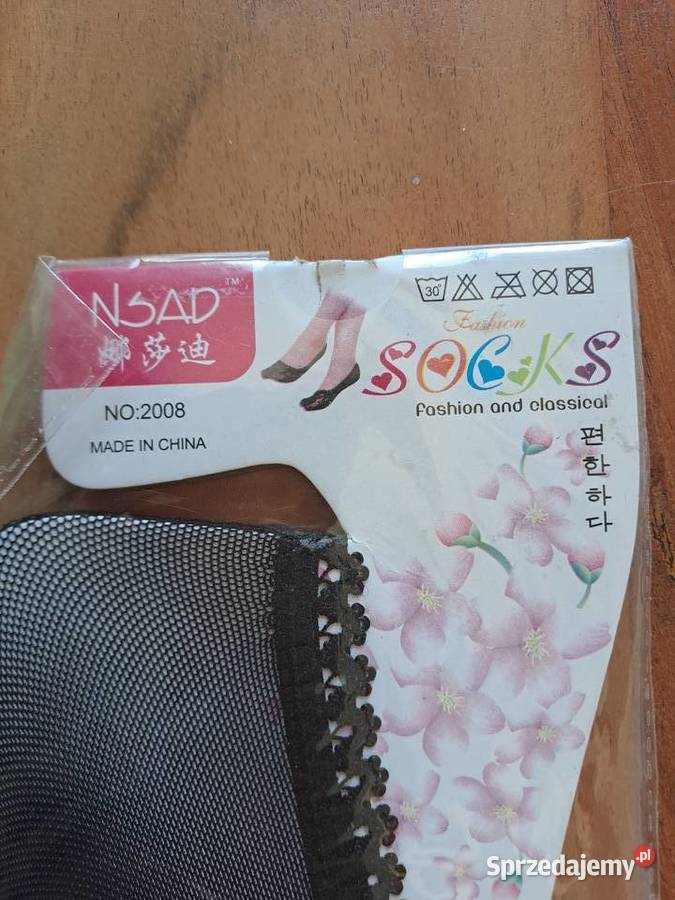 NSAD™
娜莎迪
NO:2008
MADE IN CHINA
30°
Fashion
SOCKS
fashion and classical
편한하다
Sprzedajemy.pl